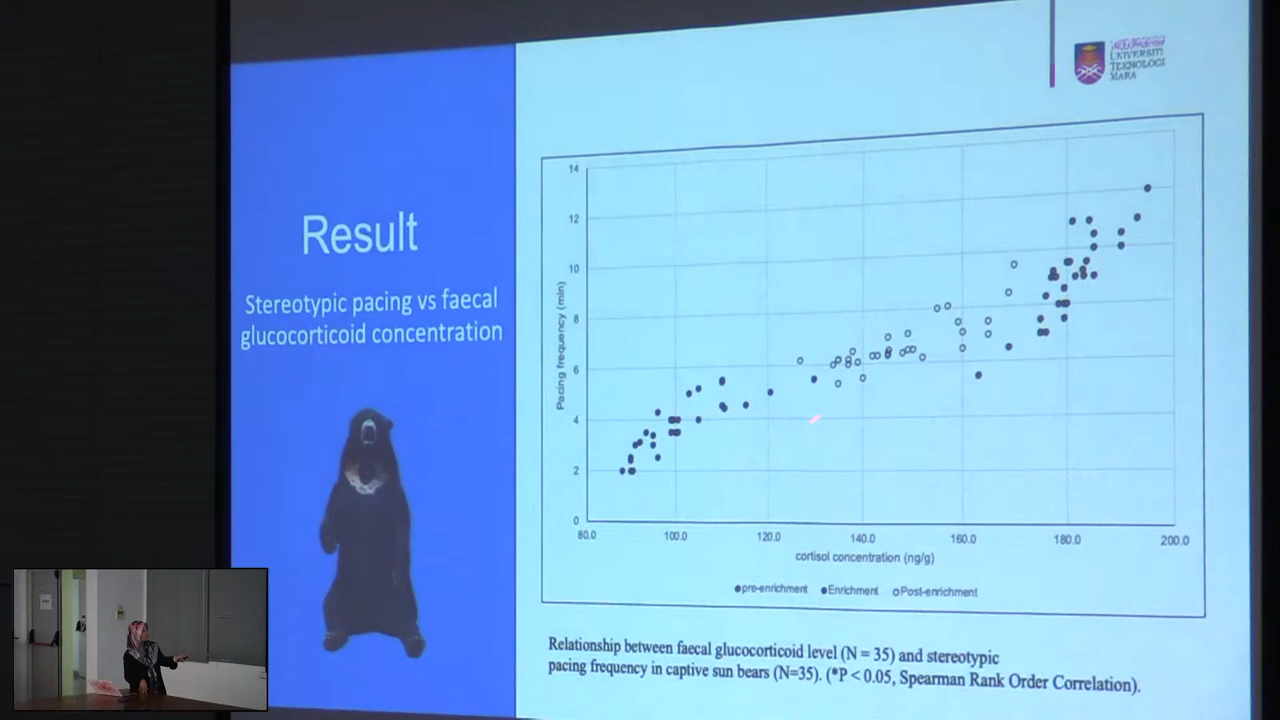 UNIVERSITI
TEKNOLOGI
MARA
Result
Stereotypic pacing vs faecal
glucocorticoid concentration
Pacing frequency (min)
14
12
10
8
6
4
2
0
80.0 100.0 120.0 140.0 160.0 180.0 200.0
cortisol concentration (ng/g)
pre-enrichment Enrichment Post-enrichment
Relationship between faecal glucocorticoid level (N = 35) and stereotypic
pacing frequency in captive sun bears (N=35). (*P < 0.05, Spearman Rank Order Correlation).